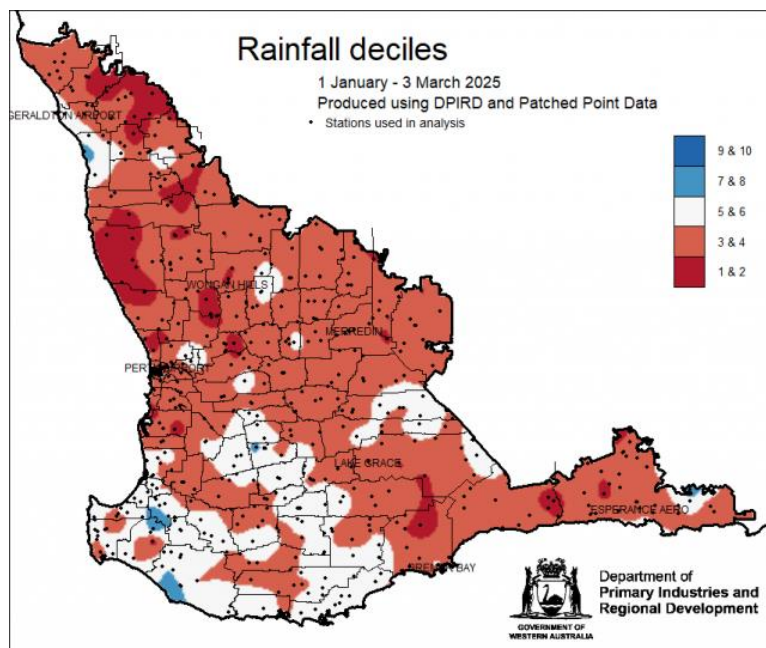 Rainfall deciles
1 January - 3 March 2025
Produced using DPIRD and Patched Point Data
• Stations used in analysis
GERALDTON AIRPORT
9 & 10
7 & 8
5 & 6
3 & 4
1 & 2
WONGAN HILLS
MERREDIN
PERTH AIRPORT
LAKE GRACE
ESPERANCE AERO
BREMER BAY
Department of
Primary Industries and
Regional Development
GOVERNMENT OF
WESTERN AUSTRALIA